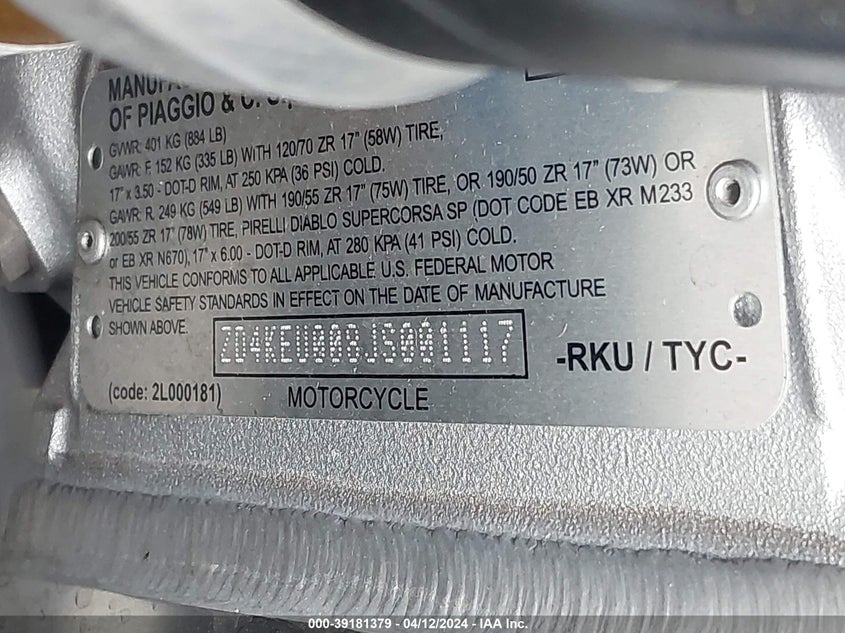 MANUFAC
OF PIAGGIO & C. S.
GVWR: 401 KG (884 LB)
GAWR: F. 152 KG (335 LB) WITH 120/70 ZR 17" (58W) TIRE,
17" x 3.50 - DOT-D RIM, AT 250 KPA (36 PSI) COLD.
GAWR: R. 249 KG (549 LB) WITH 190/55 ZR 17" (75W) TIRE, OR 190/50 ZR 17" (73W) OR
200/55 ZR 17" (78W) TIRE, PIRELLI DIABLO SUPERCORSA SP (DOT CODE EB XR M233
or EB XR N670), 17" x 6.00 - DOT-D RIM, AT 280 KPA (41 PSI) COLD.
THIS VEHICLE CONFORMS TO ALL APPLICABLE U.S. FEDERAL MOTOR
VEHICLE SAFETY STANDARDS IN EFFECT ON THE DATE OF MANUFACTURE
SHOWN ABOVE.
ZD4KEU008JS001117
-RKU / TYC-
(code: 2L000181)
MOTORCYCLE
000-39181379 - 04/12/2024 - IAA, Inc.